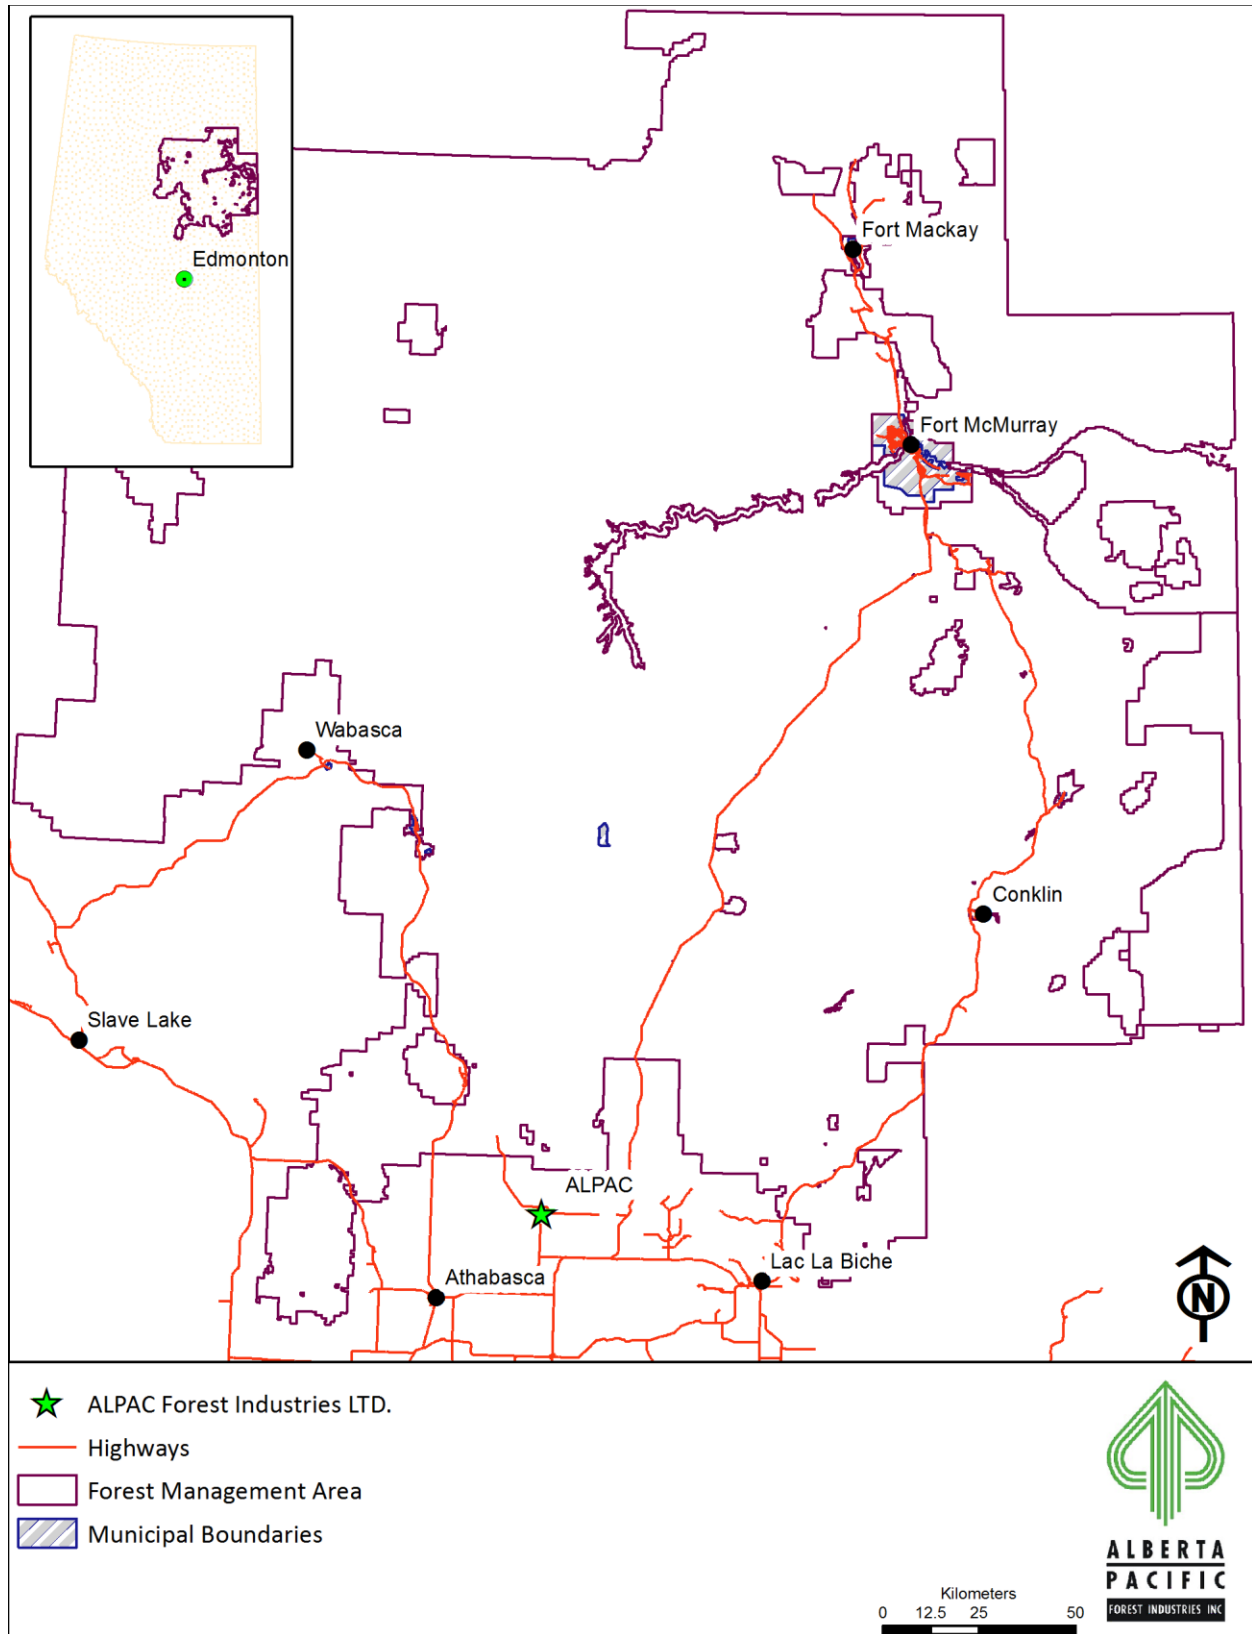 Edmonton
Fort Mackay
Fort McMurray
Wabasca
Conklin
Slave Lake
ALPAC
Lac La Biche
Athabasca
N
ALPAC Forest Industries LTD.
Highways
Forest Management Area
Municipal Boundaries
ALBERTA
PACIFIC
FOREST INDUSTRIES INC
Kilometers
0 12.5 25 50